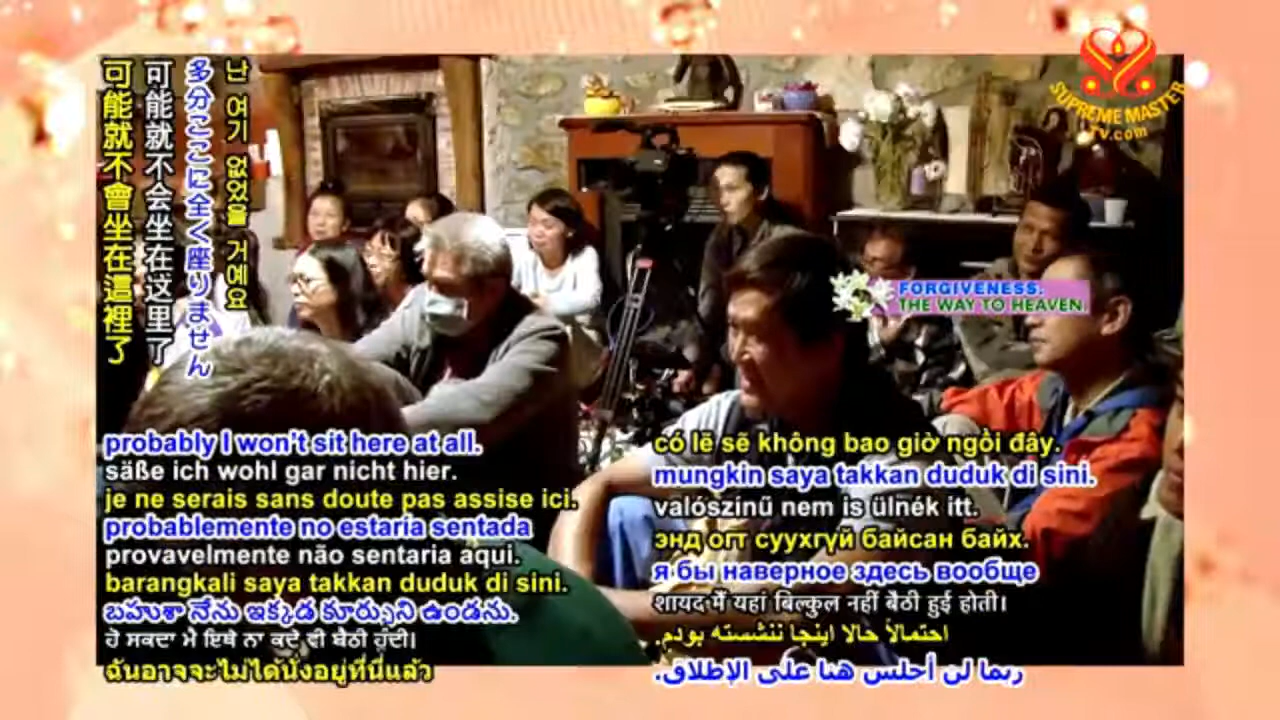 可能就不會坐在這裡了
可能就不会坐在这里了
多分ここに全く座りません
난 여기 없었을 거예요
SUPREME MASTER
TV.com
FORGIVENESS,
THE WAY TO HEAVEN
probably I won't sit here at all.
säße ich wohl gar nicht hier.
je ne serais sans doute pas assise ici.
probablemente no estaría sentada
provavelmente não sentaria aqui.
barangkali saya takkan duduk di sini.
బహుశా నేను ఇక్కడ కూర్చుని ఉండను.
ਹੋ ਸਕਦਾ ਮੈਂ ਇਥੇ ਨਾ ਕਦੇ ਵੀ ਬੈਠੀ ਹੁੰਦੀ।
ฉันอาจจะไม่ได้นั่งอยู่ที่นี่แล้ว
có lẽ sẽ không bao giờ ngồi đây.
mungkin saya takkan duduk di sini.
valószínű nem is ülnék itt.
энд огт суухгүй байсан байх.
я бы наверное здесь вообще
शायद मैं यहां बिल्कुल नहीं बैठी हुई होती।
احتمالاً حالا اینجا ننشسته بودم.
ربما لن أجلس هنا على الإطلاق.